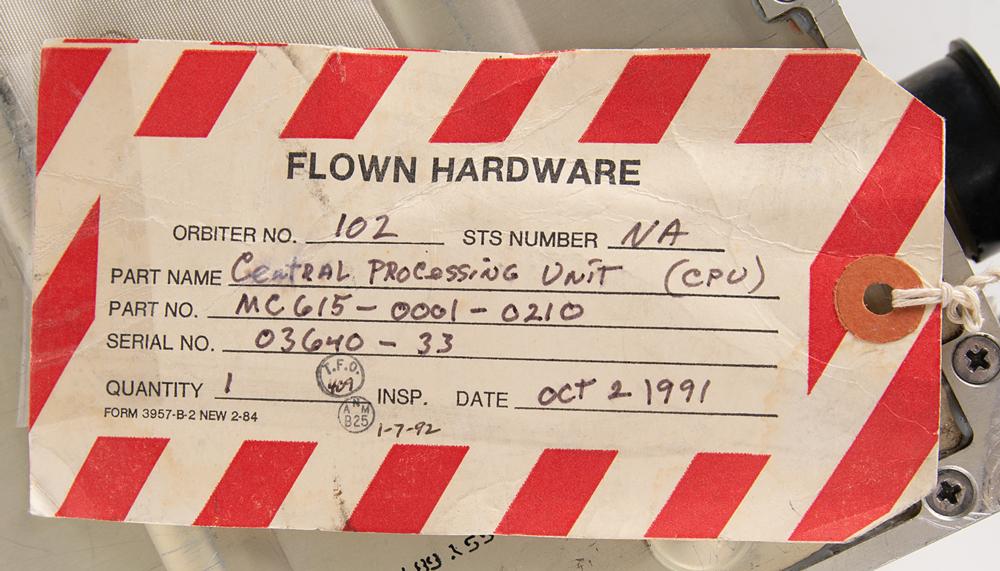 FLOWN HARDWARE
ORBITER NO. 102 STS NUMBER NA
PART NAME Central Processing Unit (CPU)
PART NO. MC615-0001-0210
SERIAL NO. 03640-33
QUANTITY 1 T.F.O. 409 INSP. DATE OCT 2 1991
FORM 3957-B-2 NEW 2-84 ANM B25 1-7-92